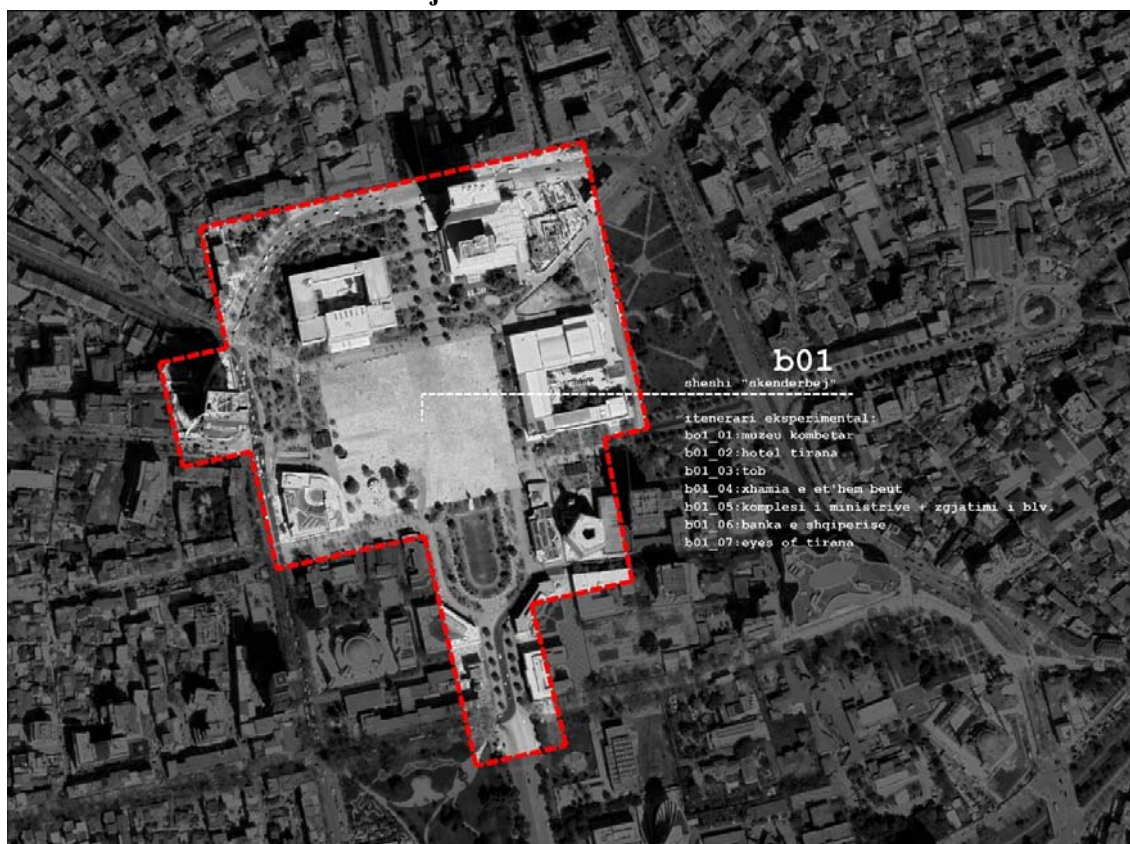 b01
sheshi "skenderbej"
itenerari eksperimental:
bo1_01:muzeu kombetar
b01_02:hotel tirana
b01_03:tob
b01_04:xhamia e et'hem beut
b01_05:komplesi i ministrive + zgjatimi i blv.
b01_06:banka e shqiperise
b01_07:eyes of tirana